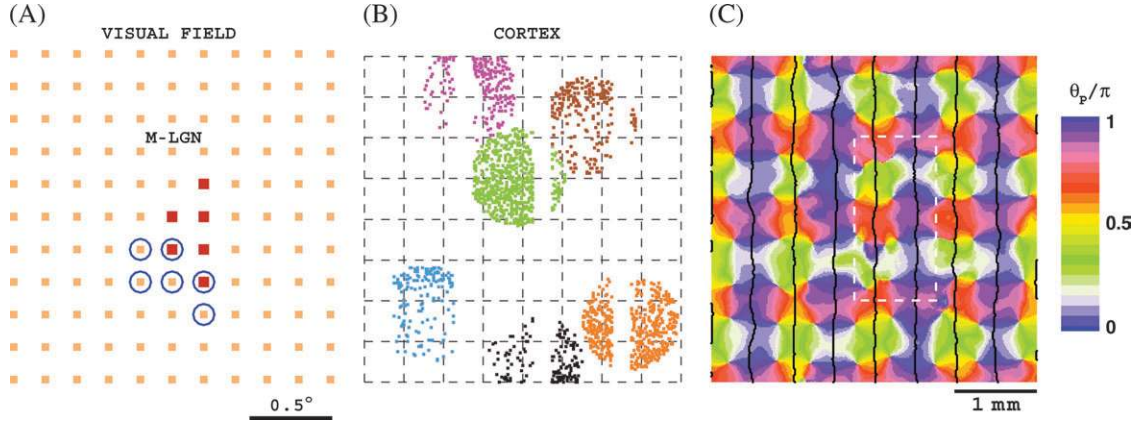 (A)
VISUAL FIELD
M-LGN
0.5°
(B)
CORTEX
(C)
θp/π
1
0.5
0
1 mm